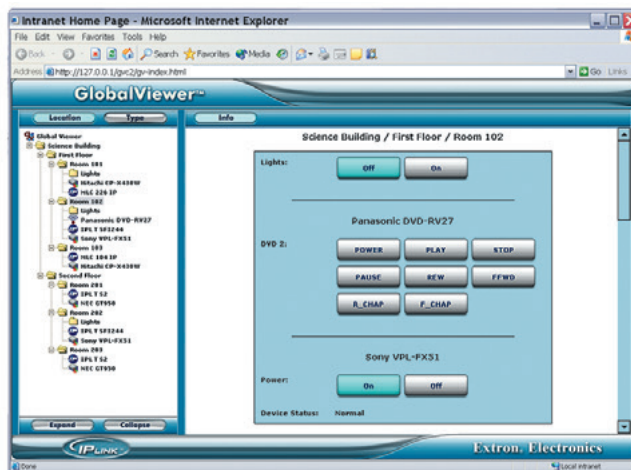 Intranet Home Page - Microsoft Internet Explorer
File Edit View Favorites Tools Help
Back Search Favorites Media
Address http://127.0.0.1/gvc2/gv-index.html Go Links
GlobalViewer™
Location Type Info
Global Viewer
Science Building
First Floor
Room 101
Lights
Hitachi CP-X430W
MLC 226 IP
Room 102
Lights
Panasonic DVD-RV27
IPL T SFI244
Sony VPL-FX51
Room 103
MLC 104 IP
Hitachi CP-X430W
Second Floor
Room 201
IPL T S2
NEC GT950
Room 202
Lights
IPL T SFI244
Sony VPL-FX51
Room 203
IPL T S2
NEC GT950
Expand Collapse
Science Building / First Floor / Room 102
Lights: Off On
Panasonic DVD-RV27
DVD 2: POWER PLAY STOP
PAUSE REW FFWD
R_CHAP F_CHAP
Sony VPL-FX51
Power: On Off
Device Status: Normal
IP LINK Extron. Electronics
Done Local intranet